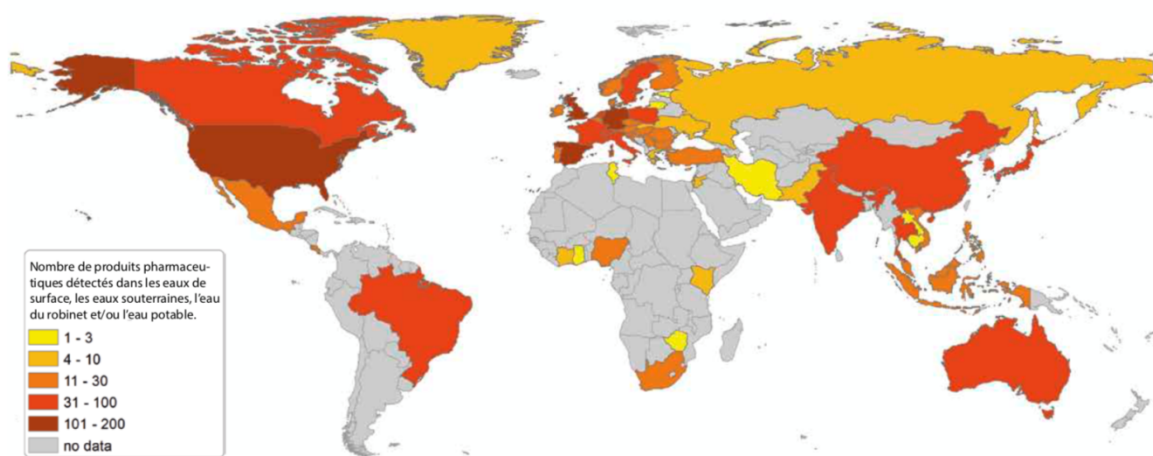 Nombre de produits pharmaceu-
tiques détectés dans les eaux de
surface, les eaux souterraines, l'eau
du robinet et/ou l'eau potable.
1 - 3
4 - 10
11 - 30
31 - 100
101 - 200
no data